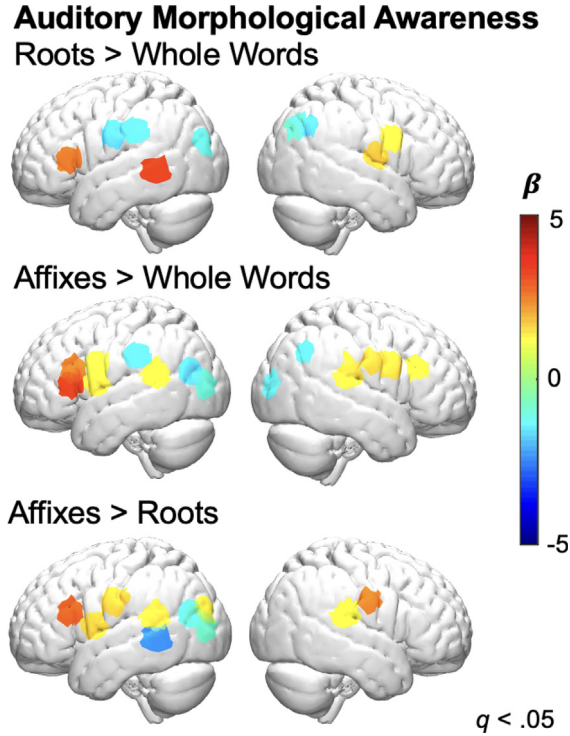 Auditory Morphological Awareness
Roots > Whole Words
β
5
Affixes > Whole Words
0
Affixes > Roots
-5
q < .05